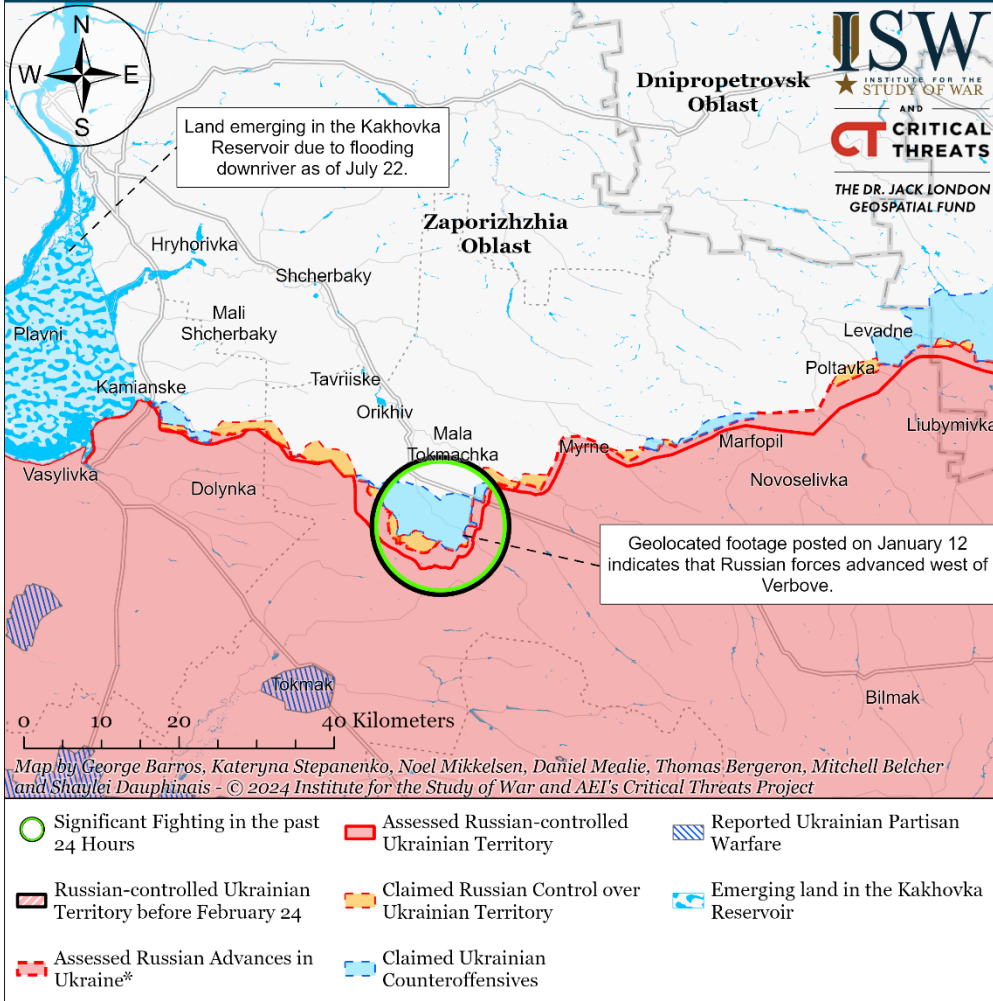 N
W
E
S
ISW
INSTITUTE FOR THE
STUDY OF WAR
AND
CT CRITICAL
THREATS
THE DR. JACK LONDON
GEOSPATIAL FUND
Dnipropetrovsk
Oblast
Land emerging in the Kakhovka
Reservoir due to flooding
downriver as of July 22.
Zaporizhzhia
Oblast
Hryhorivka
Shcherbaky
Mali
Shcherbaky
Plavni
Levadne
Poltavka
Kamianske
Tavriiske
Orikhiv
Mala
Tokmachka
Myrne
Marfopil
Liubymivka
Vasylivka
Dolynka
Novoselivka
Geolocated footage posted on January 12
indicates that Russian forces advanced west of
Verbove.
Tokmak
Bilmak
0 10 20 40 Kilometers
Map by George Barros, Kateryna Stepanenko, Noel Mikkelsen, Daniel Mealie, Thomas Bergeron, Mitchell Belcher
and Shaylei Dauphinais - © 2024 Institute for the Study of War and AEI's Critical Threats Project
Significant Fighting in the past
24 Hours
Russian-controlled Ukrainian
Territory before February 24
Assessed Russian Advances in
Ukraine*
Assessed Russian-controlled
Ukrainian Territory
Claimed Russian Control over
Ukrainian Territory
Claimed Ukrainian
Counteroffensives
Reported Ukrainian Partisan
Warfare
Emerging land in the Kakhovka
Reservoir